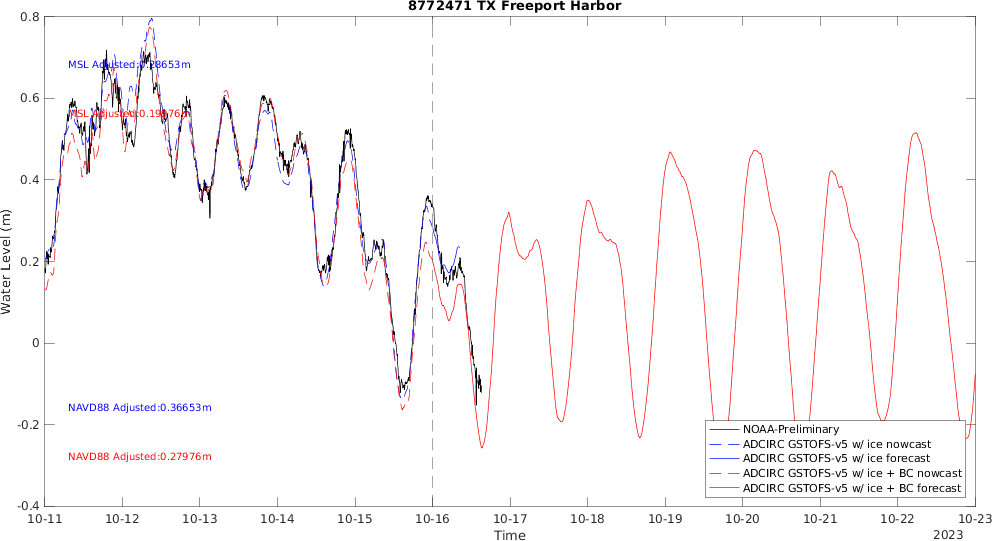 8772471 TX Freeport Harbor
0.8
0.6
0.4
0.2
0
-0.2
-0.4
Water Level (m)
MSL Adjusted:0.28653m
MSL Adjusted:0.19976m
NAVD88 Adjusted:0.36653m
NAVD88 Adjusted:0.27976m
NOAA-Preliminary
ADCIRC GSTOFS-v5 w/ ice nowcast
ADCIRC GSTOFS-v5 w/ ice forecast
ADCIRC GSTOFS-v5 w/ ice + BC nowcast
ADCIRC GSTOFS-v5 w/ ice + BC forecast
10-11 10-12 10-13 10-14 10-15 10-16 10-17 10-18 10-19 10-20 10-21 10-22 10-23
Time
2023